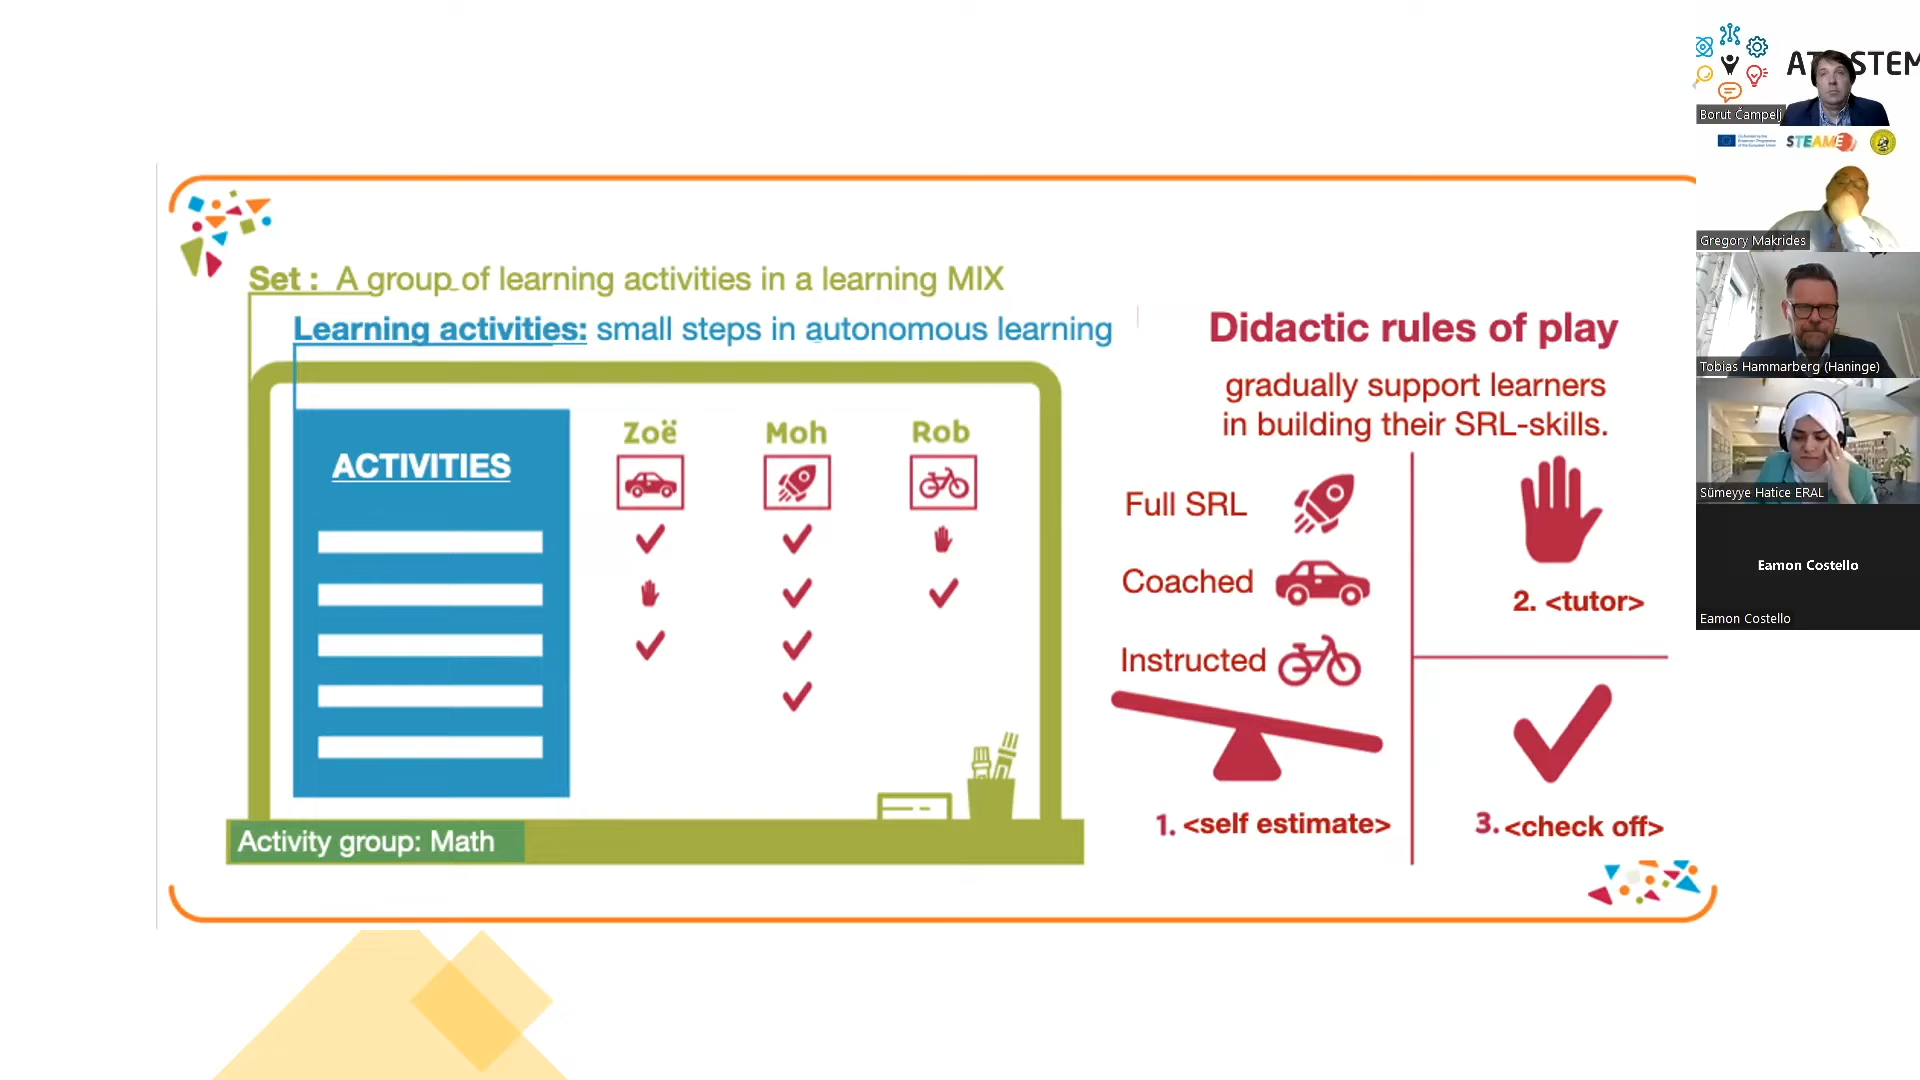 Set : A group of learning activities in a learning MIX
Learning activities: small steps in autonomous learning
ACTIVITIES
Zoë
Moh
Rob
Activity group: Math
Didactic rules of play
gradually support learners
in building their SRL-skills.
Full SRL
Coached
Instructed
1. <self estimate>
2. <tutor>
3. <check off>
Borut Čampelj
STEAME
Gregory Makrides
Tobias Hammarberg (Haninge)
Sümeyye Hatice ERAL
Eamon Costello
Eamon Costello